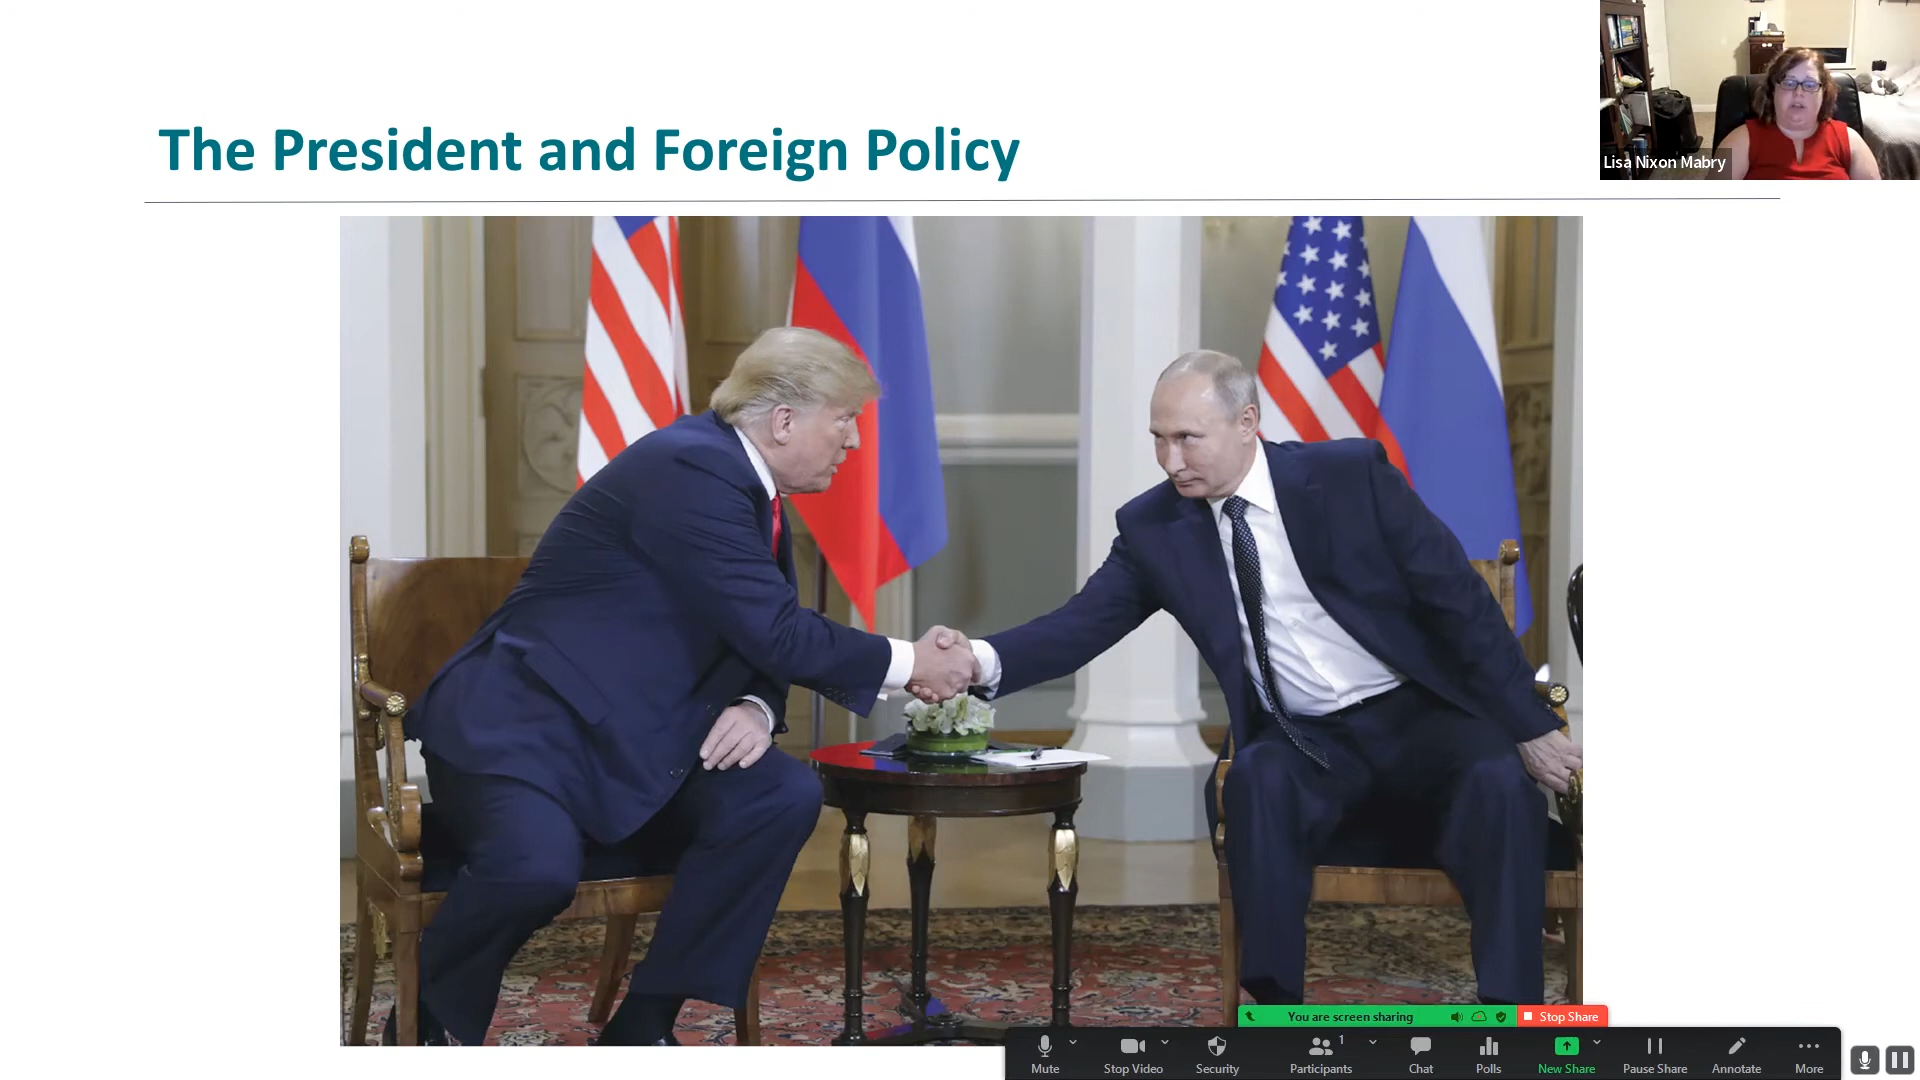 The President and Foreign Policy
Lisa Nixon Mabry
You are screen sharing
Stop Share
Mute
Stop Video
Security
Participants
1
Chat
Polls
New Share
Pause Share
Annotate
More